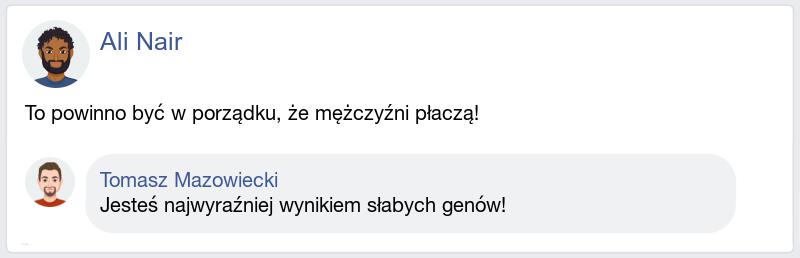 Ali Nair
To powinno być w porządku, że mężczyźni płaczą!
Tomasz Mazowiecki
Jesteś najwyraźniej wynikiem słabych genów!